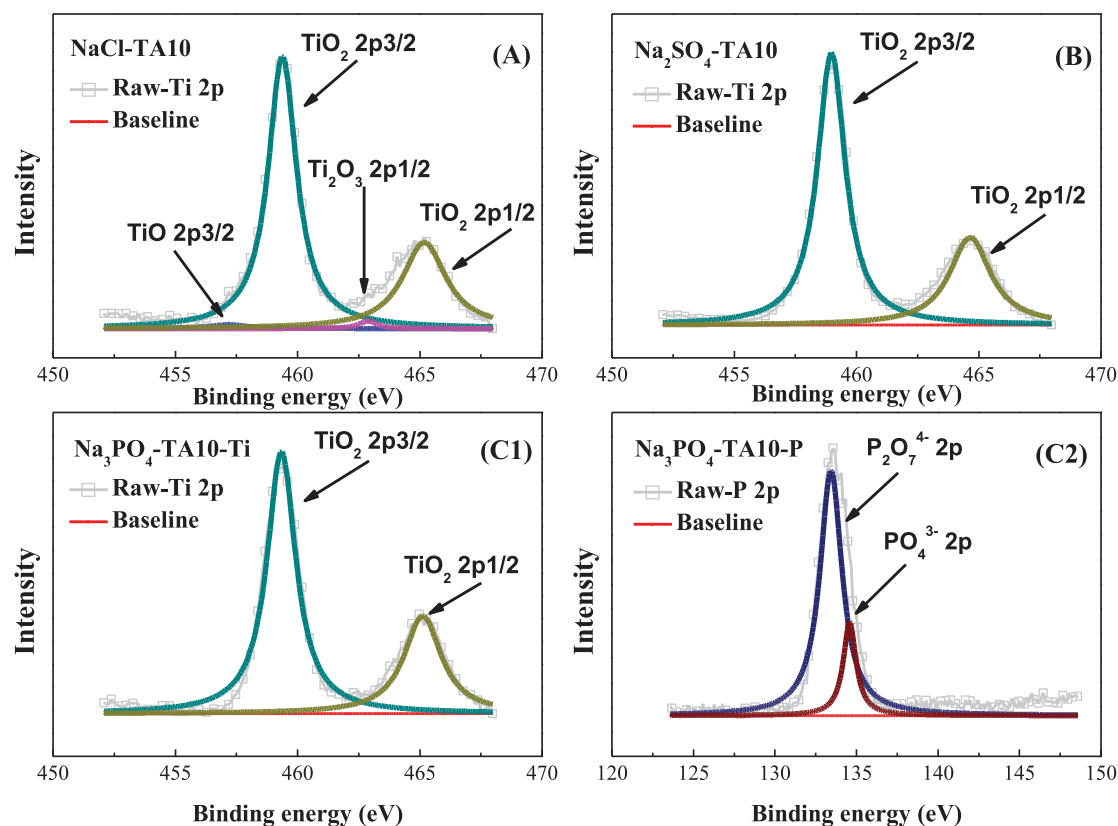 NaCl-TA10
(A)
Raw-Ti 2p
Baseline
TiO₂ 2p3/2
Ti₂O₃ 2p1/2
TiO₂ 2p1/2
TiO 2p3/2
Intensity
450 455 460 465 470
Binding energy (eV)
Na₂SO₄-TA10
(B)
Raw-Ti 2p
Baseline
TiO₂ 2p3/2
TiO₂ 2p1/2
Intensity
450 455 460 465 470
Binding energy (eV)
Na₃PO₄-TA10-Ti
(C1)
Raw-Ti 2p
Baseline
TiO₂ 2p3/2
TiO₂ 2p1/2
Intensity
450 455 460 465 470
Binding energy (eV)
Na₃PO₄-TA10-P
(C2)
Raw-P 2p
Baseline
P₂O₇⁴⁻ 2p
PO₄³⁻ 2p
Intensity
120 125 130 135 140 145 150
Binding energy (eV)